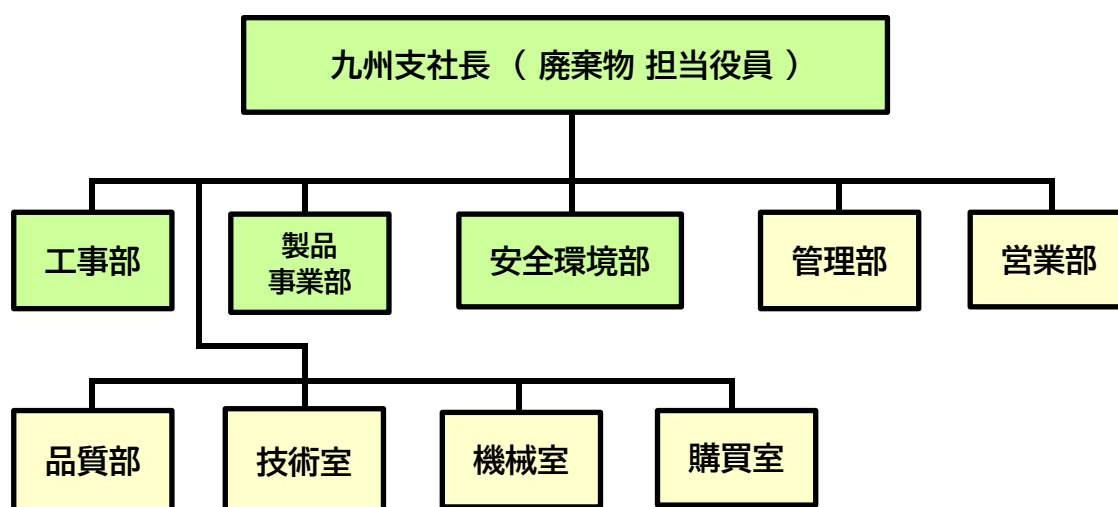 九州支社長 （ 廃棄物 担当役員 ）
工事部
製品
事業部
安全環境部
管理部
営業部
品質部
技術室
機械室
購買室